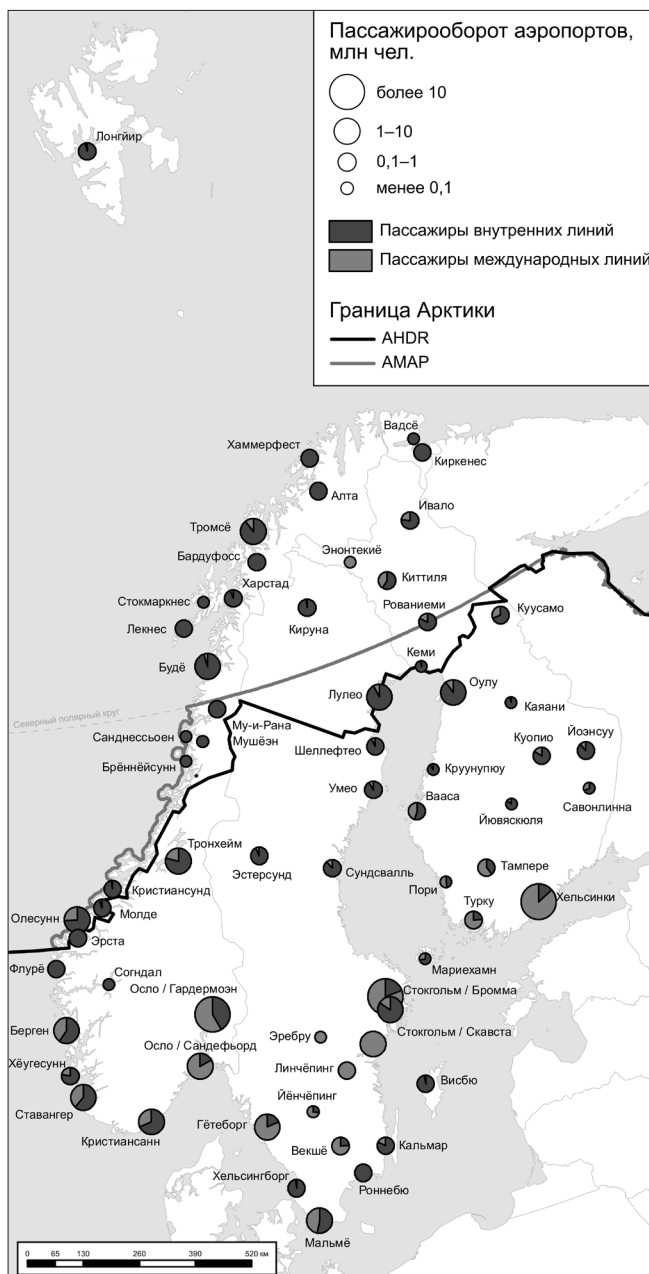 Пассажирооборот аэропортов,
млн чел.
более 10
1–10
0,1–1
менее 0,1
Пассажиры внутренних линий
Пассажиры международных линий
Граница Арктики
AHDR
AMAP
Лонгйир
Вадсё
Хаммерфест
Киркенес
Алта
Ивало
Тромсё
Энонтекиё
Бардуфосс
Киттиля
Харстад
Стокмаркнес
Куусамо
Кируна
Рованиеми
Лекнес
Кеми
Будё
Лулео
Оулу
Северный полярный круг
Му-и-Рана
Каяани
Санднессьоен
Мушёэн
Йоэнсуу
Куопио
Шеллефтео
Брённёйсунн
Круунупюу
Умео
Савонлинна
Вааса
Йювяскюля
Тронхейм
Эстерсунд
Сундсвалль
Тампере
Кристиансунд
Пори
Хельсинки
Молде
Турку
Олесунн
Эрста
Мариехамн
Флурё
Согндал
Осло / Гардермоэн
Стокгольм / Бромма
Берген
Эребру
Стокгольм / Скавста
Осло / Сандефьорд
Линчёпинг
Хёугесунн
Висбю
Йёнчёпинг
Ставангер
Кристиансанн
Гётеборг
Векшё
Кальмар
Хельсингборг
Роннебю
Мальмё
0 65 130 260 390 520 км